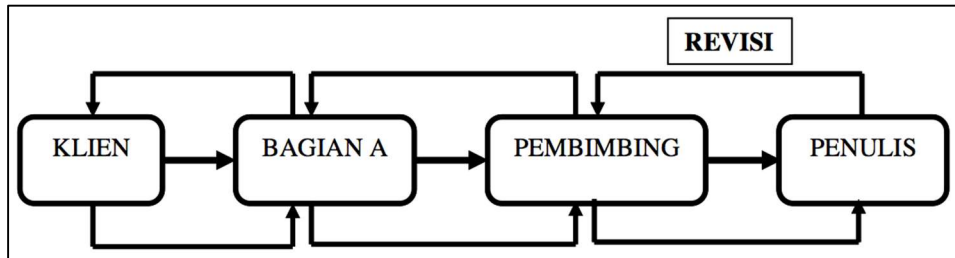 REVISI
KLIEN
BAGIAN A
PEMBIMBING
PENULIS